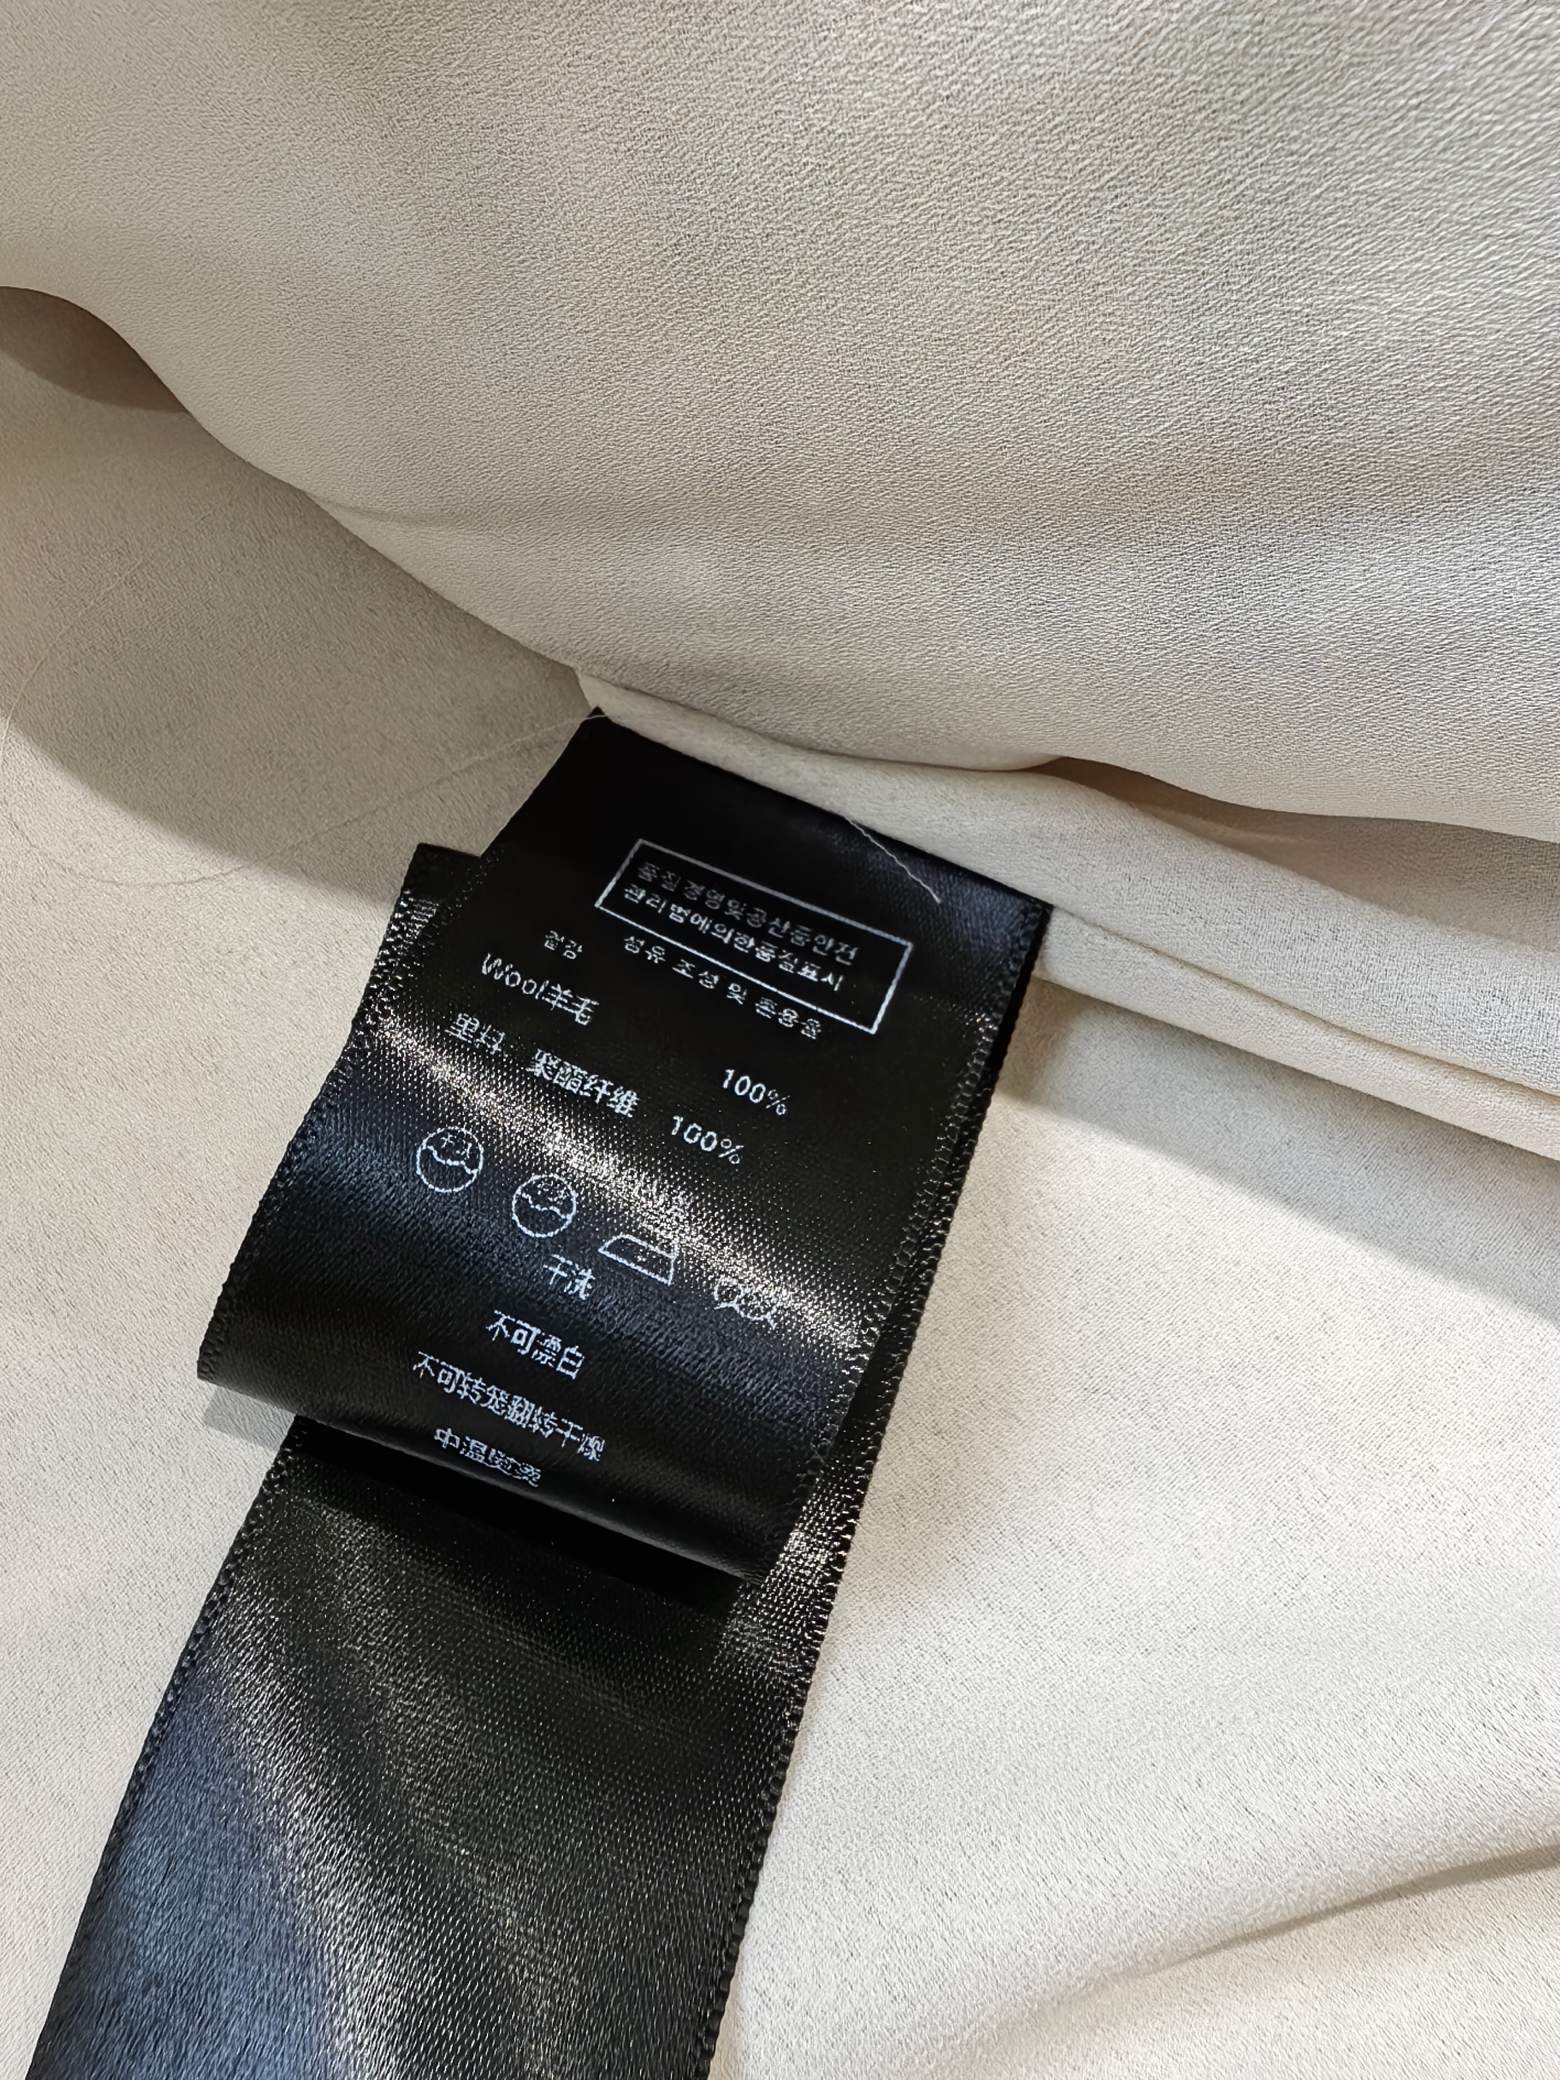 품질경영및공산품안전
관리법에의한품질표시
섬유 조성 및 혼용율
겉감
Wool羊毛 100%
里料 聚酯纤维 100%
干洗
不可漂白
不可转笼翻转干燥
中温熨烫